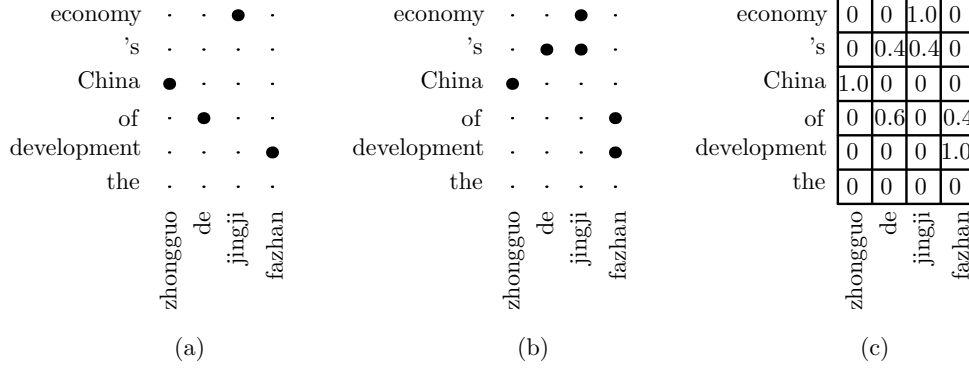 economy
's
China
of
development
the
zhongguo
de
jingji
fazhan
(a)
economy
's
China
of
development
the
zhongguo
de
jingji
fazhan
(b)
economy 0 0 1.0 0
's 0 0.4 0.4 0
China 1.0 0 0 0
of 0 0.6 0 0.4
development 0 0 0 1.0
the 0 0 0 0
zhongguo
de
jingji
fazhan
(c)